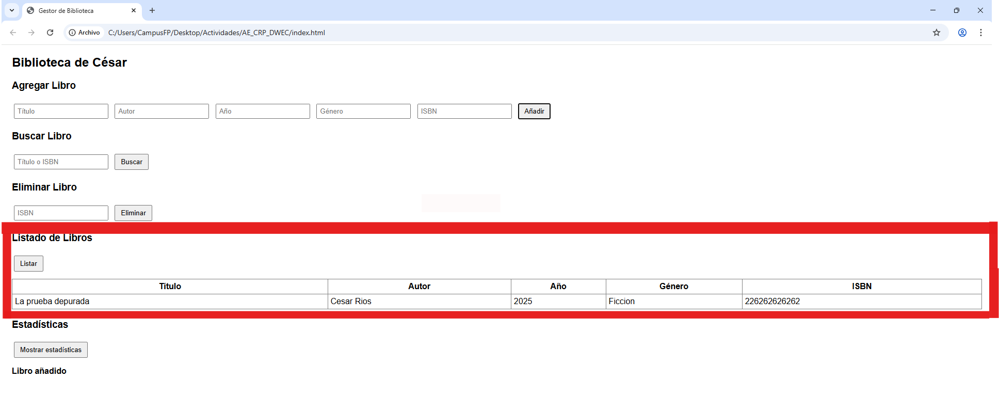 Gestor de Biblioteca
Archivo C:/Users/CampusFP/Desktop/Actividades/AE_CRP_DWEC/index.html
Biblioteca de César
Agregar Libro
Título Autor Año Género ISBN Añadir
Buscar Libro
Título o ISBN Buscar
Eliminar Libro
ISBN Eliminar
Listado de Libros
Listar
Título Autor Año Género ISBN
La prueba depurada Cesar Rios 2025 Ficcion 226262626262
Estadísticas
Mostrar estadísticas
Libro añadido